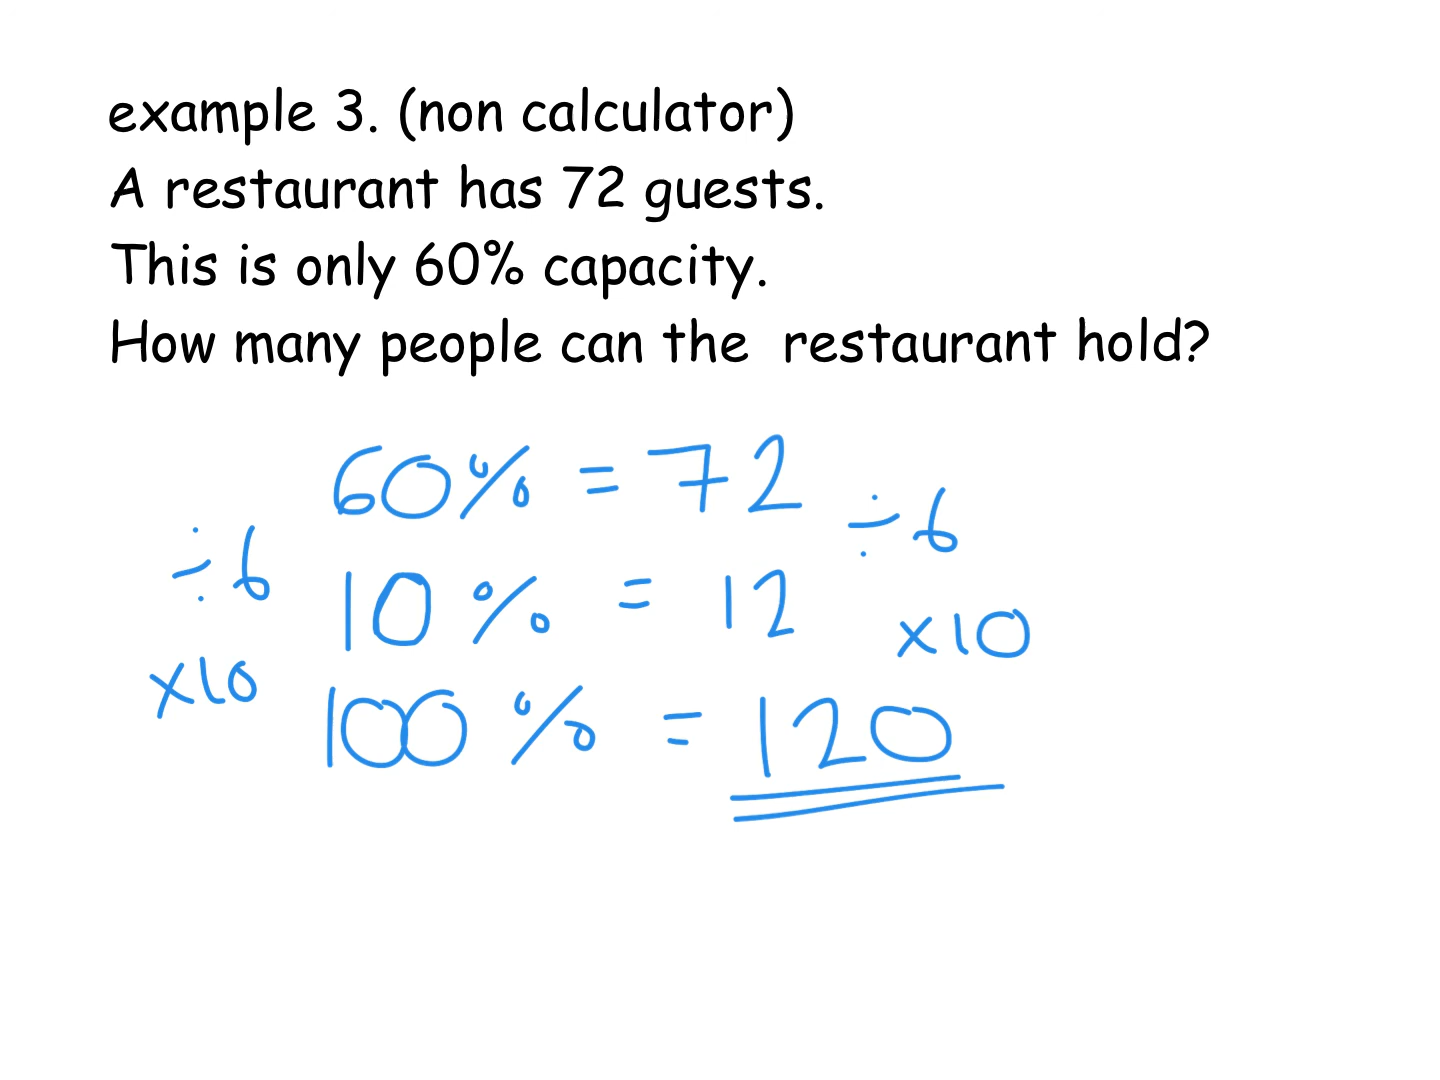 example 3. (non calculator)
A restaurant has 72 guests.
This is only 60% capacity.
How many people can the restaurant hold?
60% = 72
÷6 ÷6
10% = 12
x10 x10
100% = 120